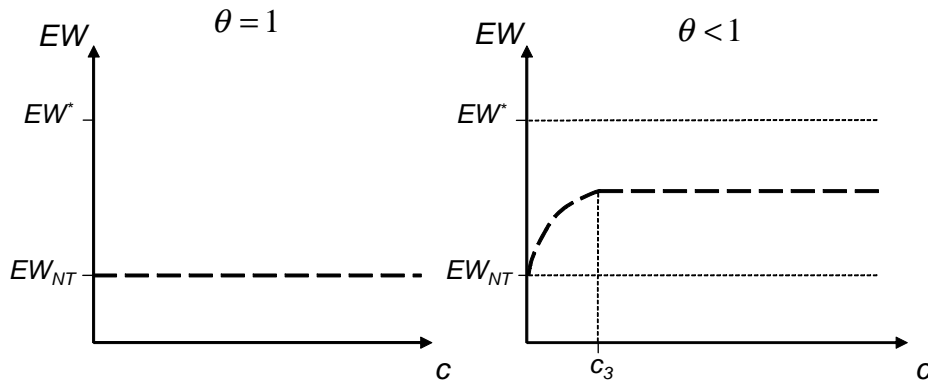 θ = 1
EW
EW*
EW_NT
c
θ < 1
EW
EW*
EW_NT
c_3
c